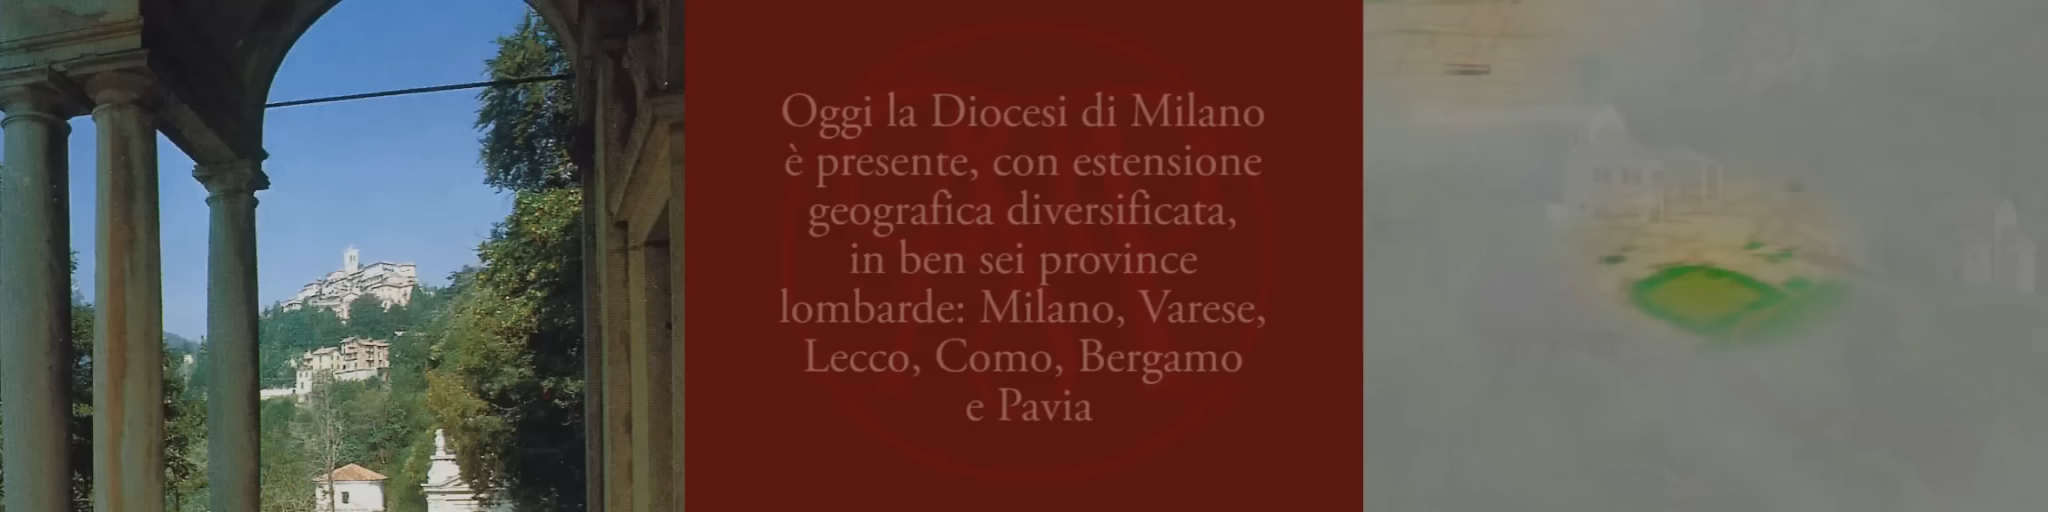 Oggi la Diocesi di Milano
è presente, con estensione
geografica diversificata,
in ben sei province
lombarde: Milano, Varese,
Lecco, Como, Bergamo
e Pavia